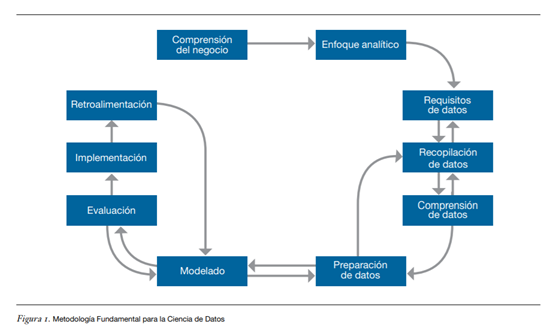 Comprensión
del negocio
Enfoque analítico
Requisitos
de datos
Recopilación
de datos
Comprensión
de datos
Preparación
de datos
Modelado
Evaluación
Implementación
Retroalimentación
Figura 1. Metodología Fundamental para la Ciencia de Datos